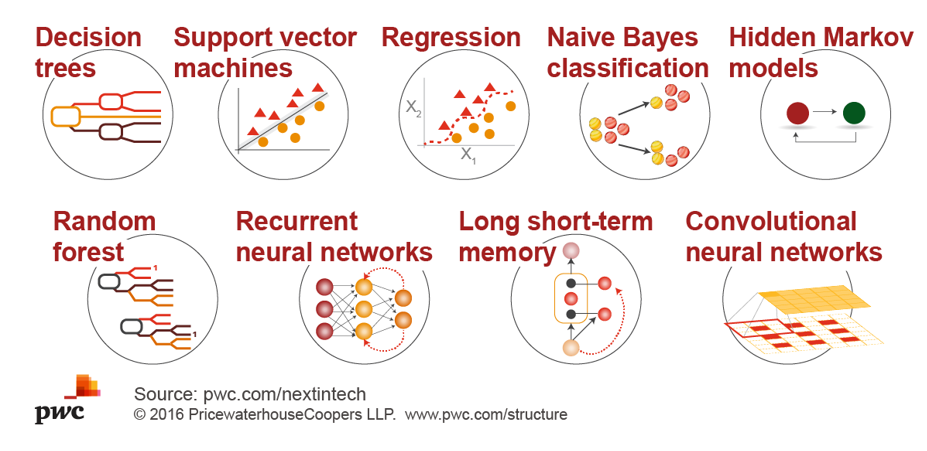 Decision
trees
Support vector
machines
Regression
X2
X1
Naive Bayes
classification
Hidden Markov
models
Random
forest
1
1
Recurrent
neural networks
Long short-term
memory
Convolutional
neural networks
pwc
Source: pwc.com/nextintech
© 2016 PricewaterhouseCoopers LLP.  www.pwc.com/structure